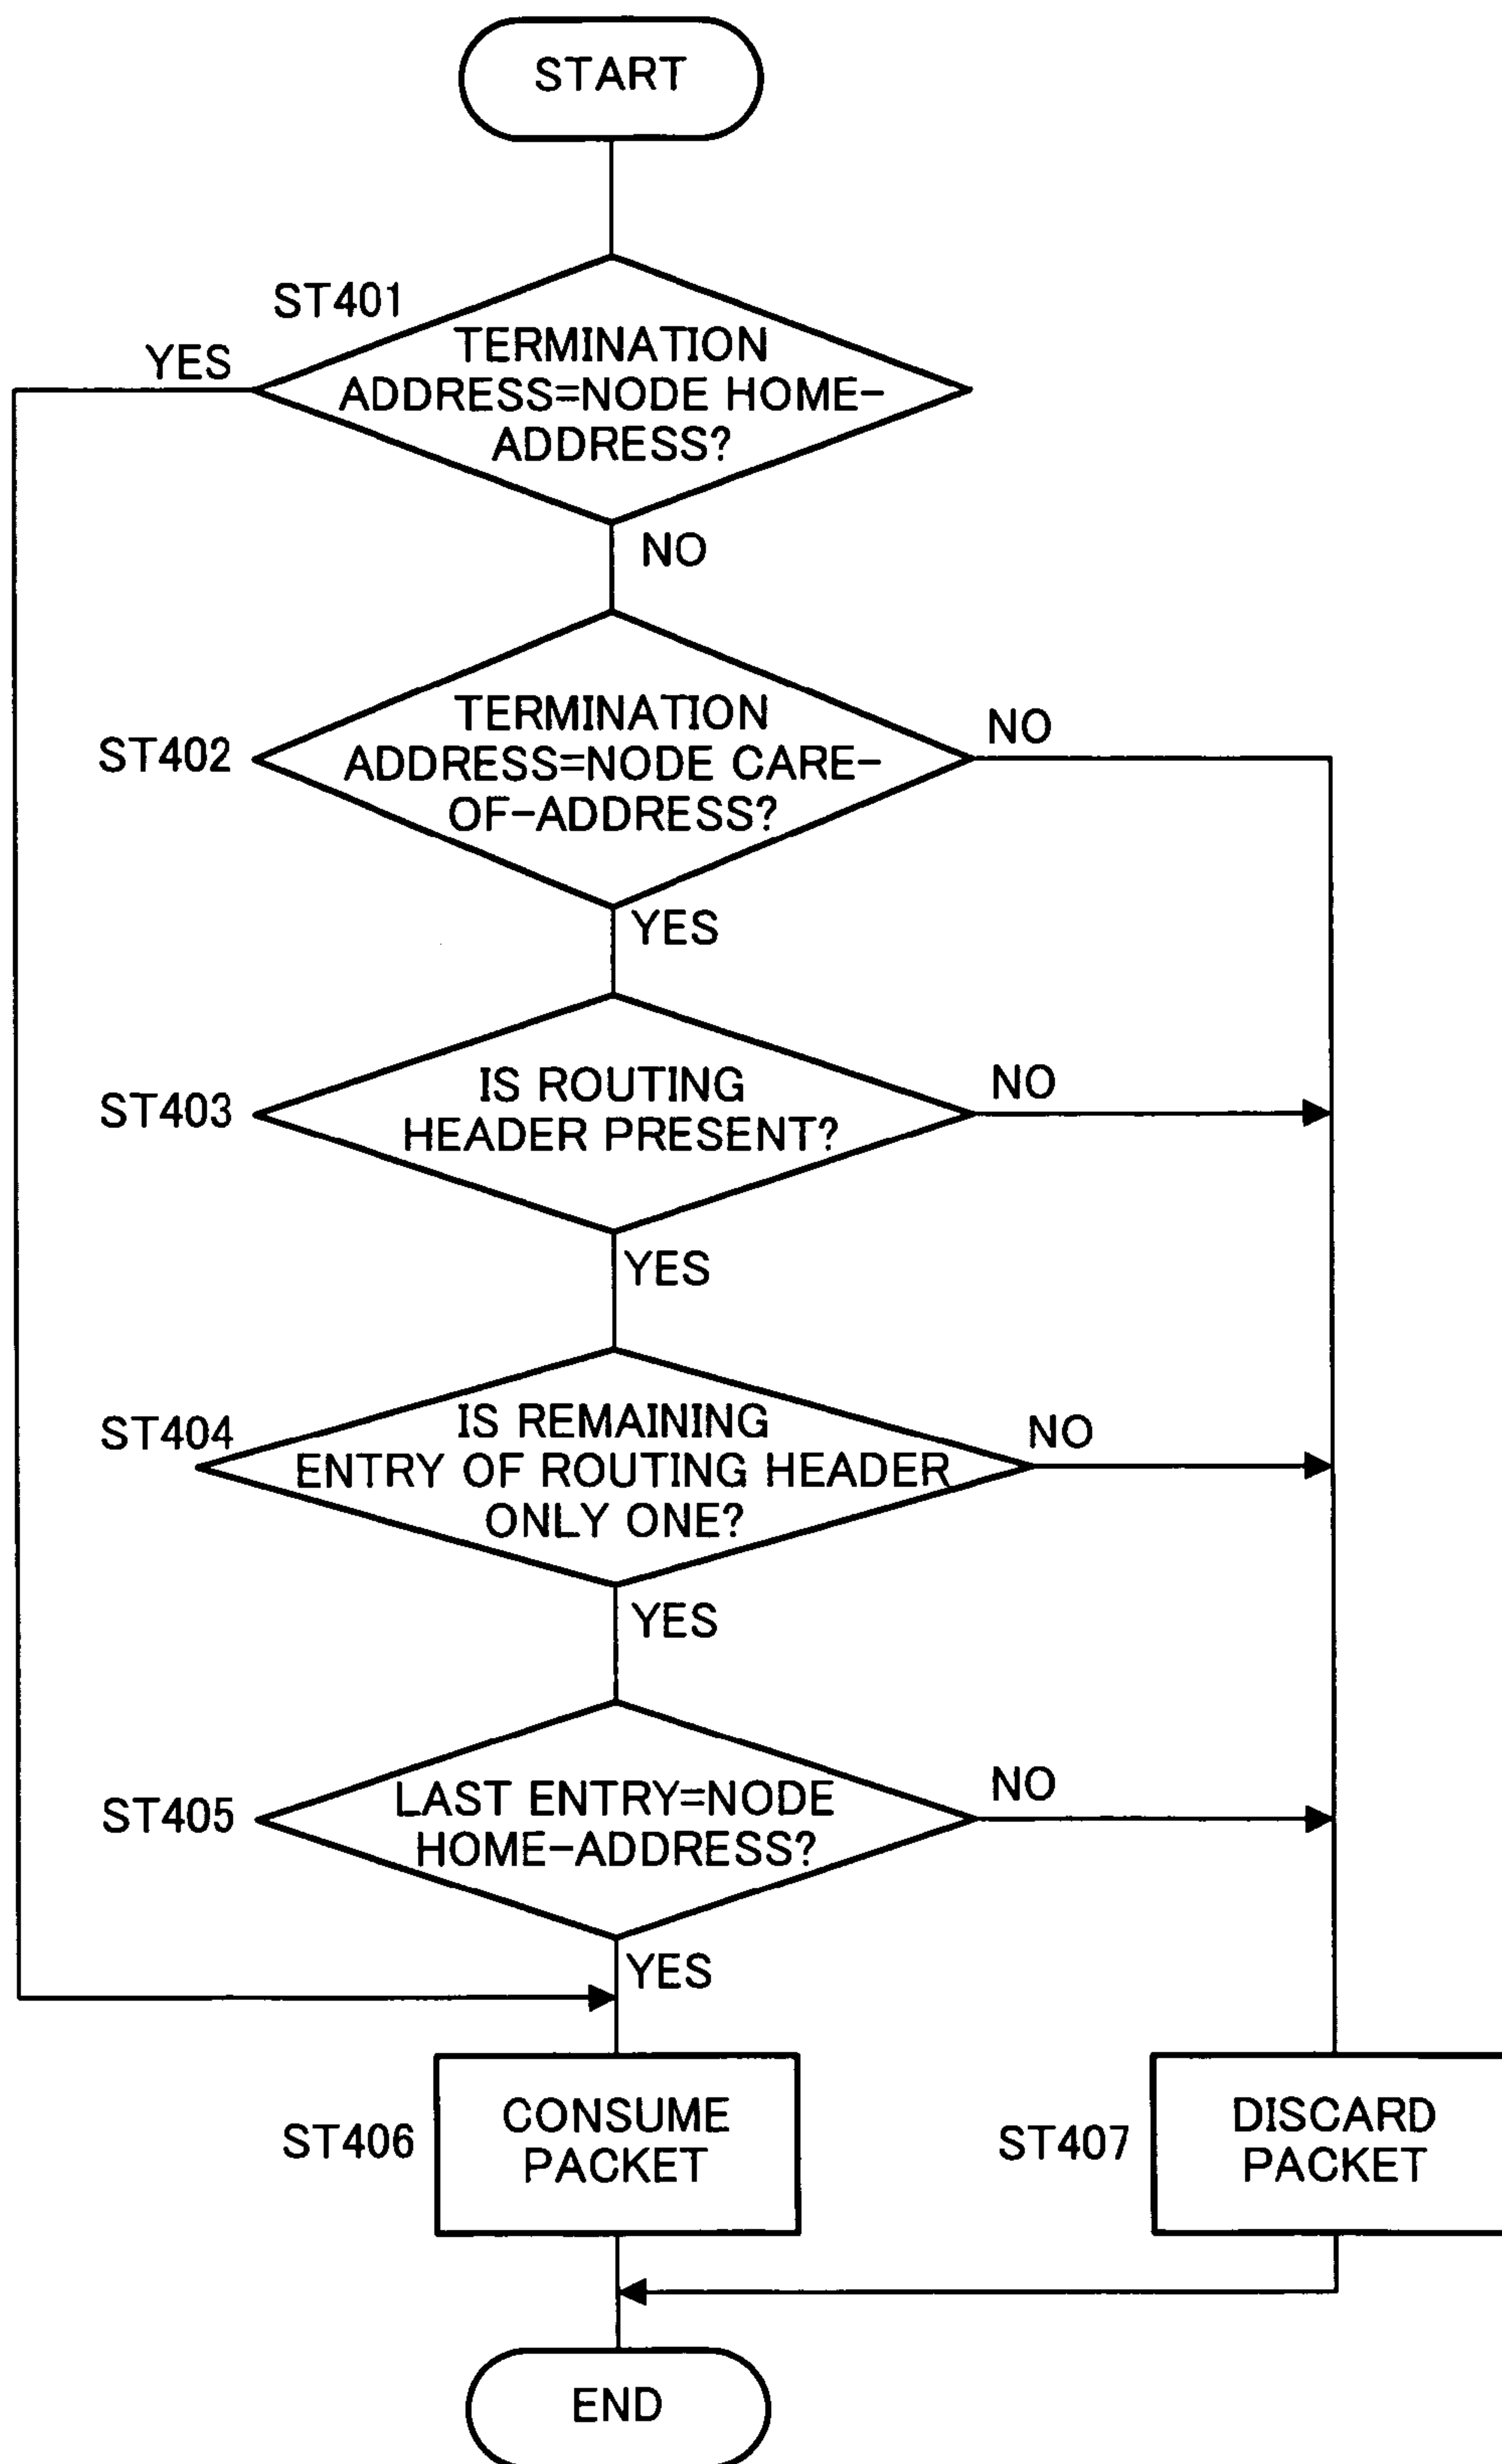 START
ST401
YES
TERMINATION
ADDRESS=NODE HOME-
ADDRESS?
NO
ST402
TERMINATION
ADDRESS=NODE CARE-
OF-ADDRESS?
NO
YES
ST403
IS ROUTING
HEADER PRESENT?
NO
YES
ST404
IS REMAINING
ENTRY OF ROUTING HEADER
ONLY ONE?
NO
YES
ST405
LAST ENTRY=NODE
HOME-ADDRESS?
NO
YES
ST406
CONSUME
PACKET
ST407
DISCARD
PACKET
END